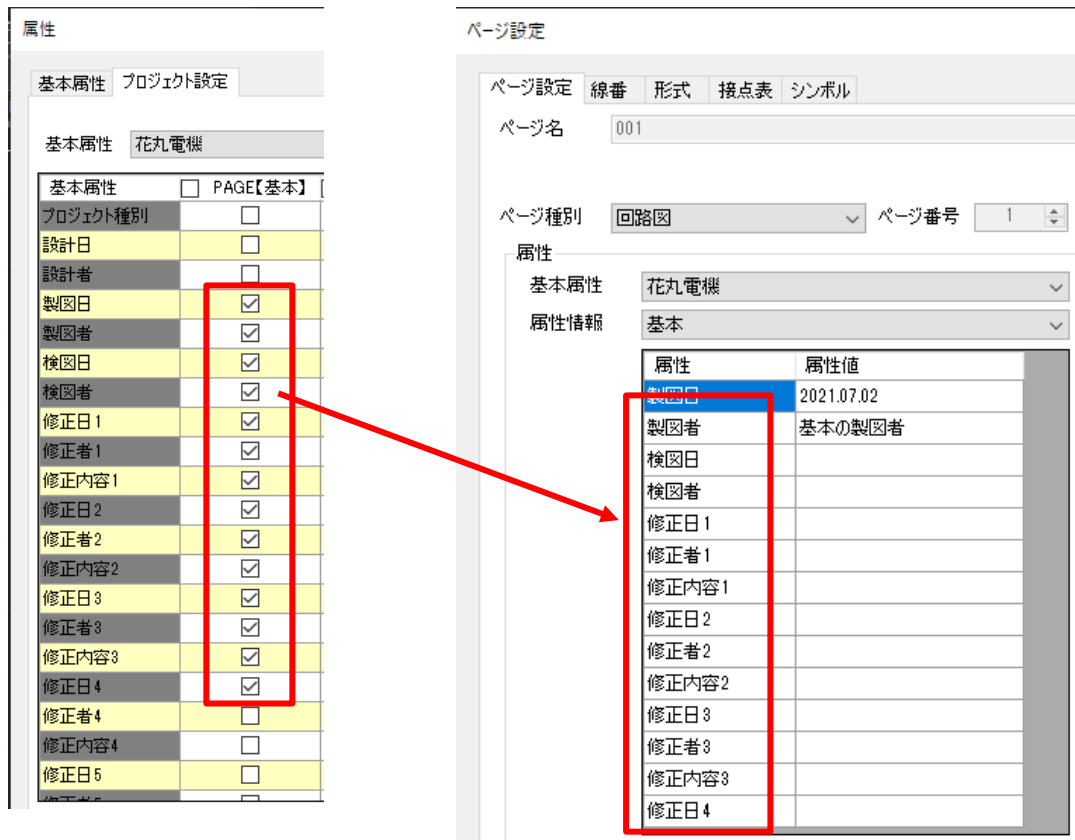 属性
基本属性 プロジェクト設定
基本属性 花丸電機
基本属性 PAGE【基本】
プロジェクト種別
設計日
設計者
製図日
製図者
検図日
検図者
修正日1
修正者1
修正内容1
修正日2
修正者2
修正内容2
修正日3
修正者3
修正内容3
修正日4
修正者4
修正内容4
修正日5
ページ設定
ページ設定 線番 形式 接点表 シンボル
ページ名 001
ページ種別 回路図 ページ番号 1
属性
基本属性 花丸電機
属性情報 基本
属性 属性値
製図日 2021.07.02
製図者 基本の製図者
検図日
検図者
修正日1
修正者1
修正内容1
修正日2
修正者2
修正内容2
修正日3
修正者3
修正内容3
修正日4